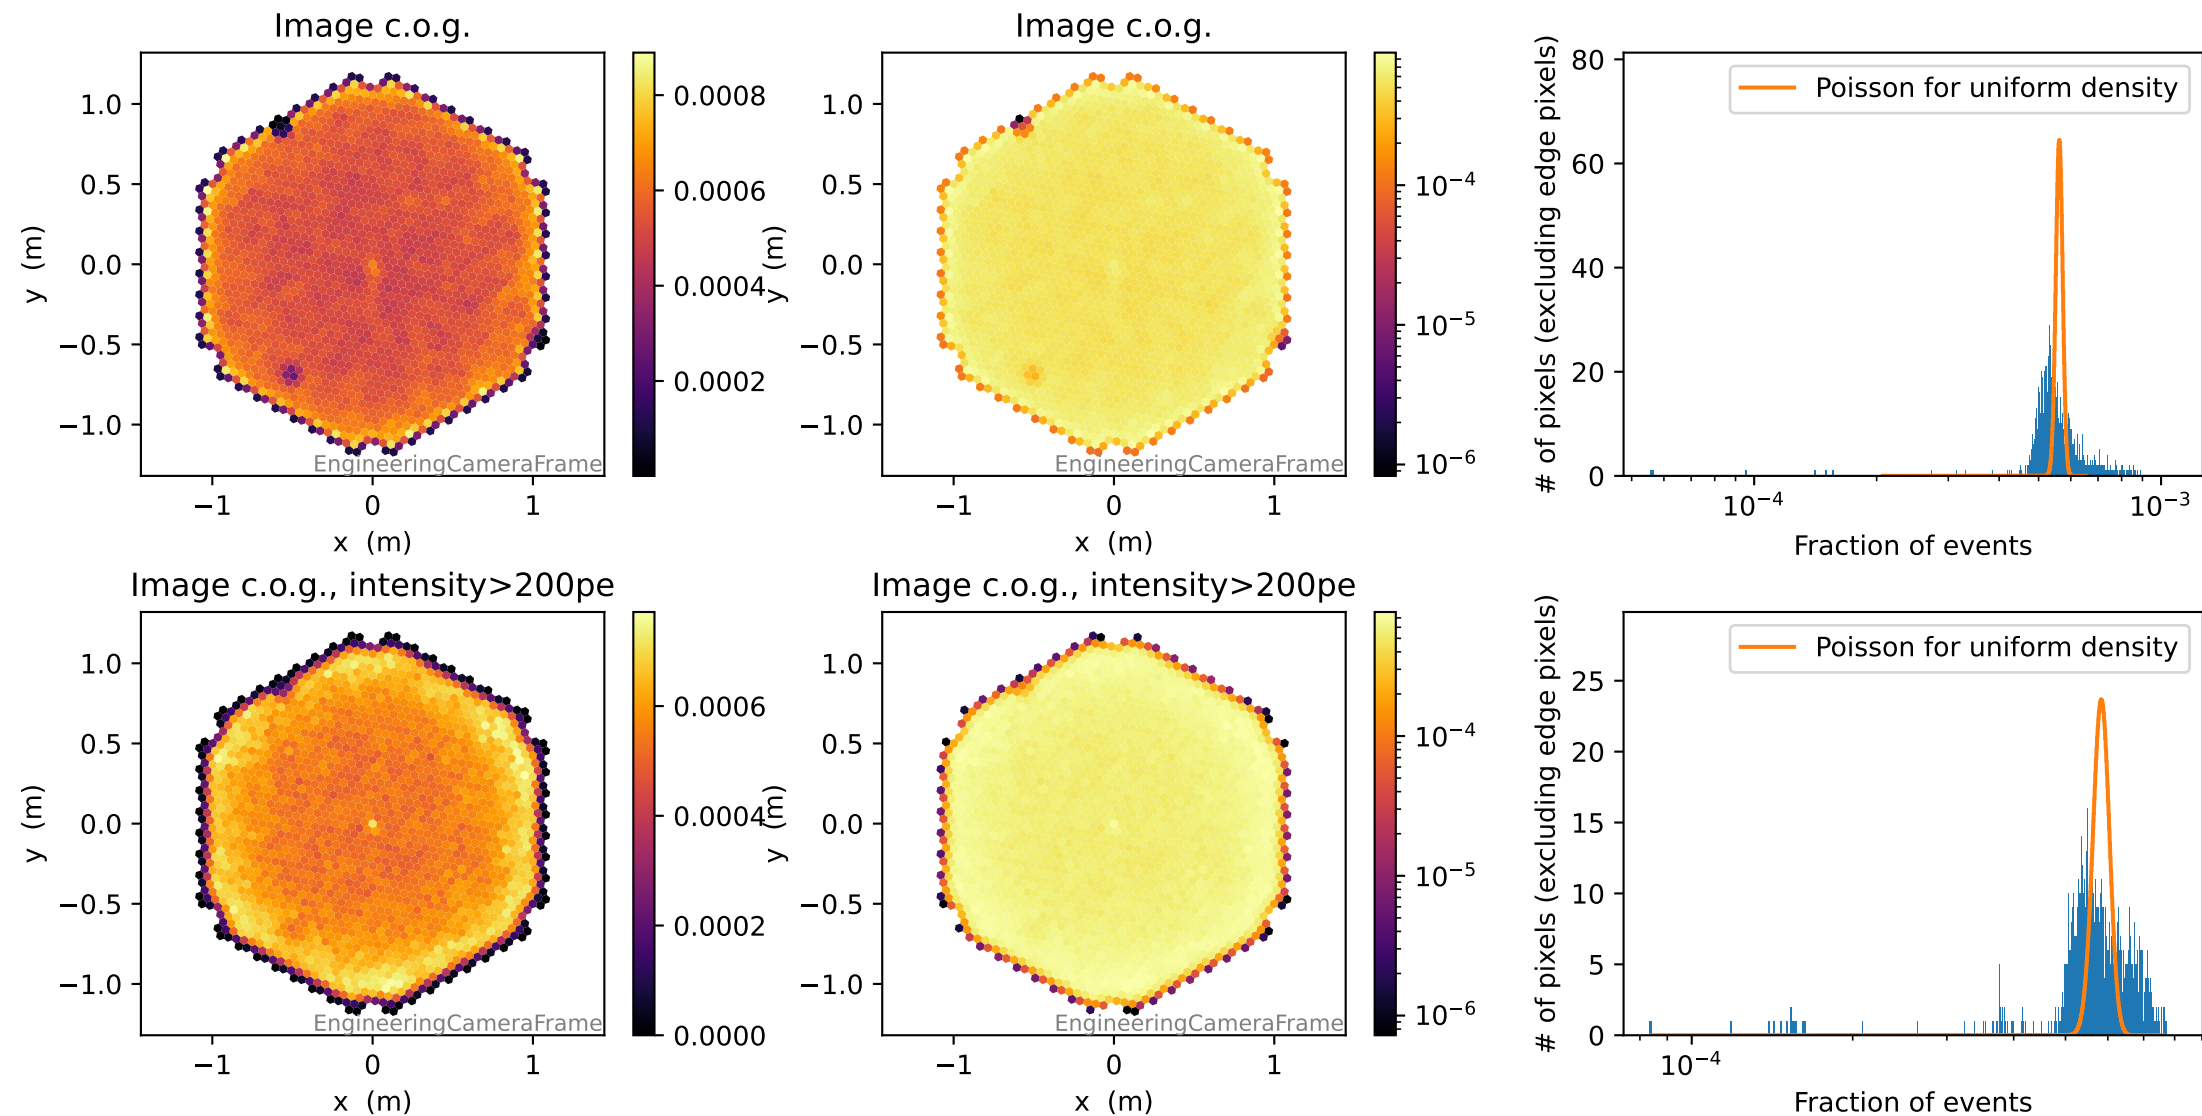 Image c.o.g.
1.0
0.5
0.0
−0.5
−1.0
y (m)
−1
0
1
x (m)
EngineeringCameraFrame
0.0008
0.0006
0.0004
0.0002
Image c.o.g.
1.0
0.5
0.0
−0.5
−1.0
y (m)
−1
0
1
x (m)
EngineeringCameraFrame
10⁻⁴
10⁻⁵
10⁻⁶
# of pixels (excluding edge pixels)
80
60
40
20
0
Poisson for uniform density
10⁻⁴
10⁻³
Fraction of events
Image c.o.g., intensity>200pe
1.0
0.5
0.0
−0.5
−1.0
y (m)
−1
0
1
x (m)
EngineeringCameraFrame
0.0006
0.0004
0.0002
0.0000
Image c.o.g., intensity>200pe
1.0
0.5
0.0
−0.5
−1.0
y (m)
−1
0
1
x (m)
EngineeringCameraFrame
10⁻⁴
10⁻⁵
10⁻⁶
# of pixels (excluding edge pixels)
25
20
15
10
5
0
Poisson for uniform density
10⁻⁴
Fraction of events